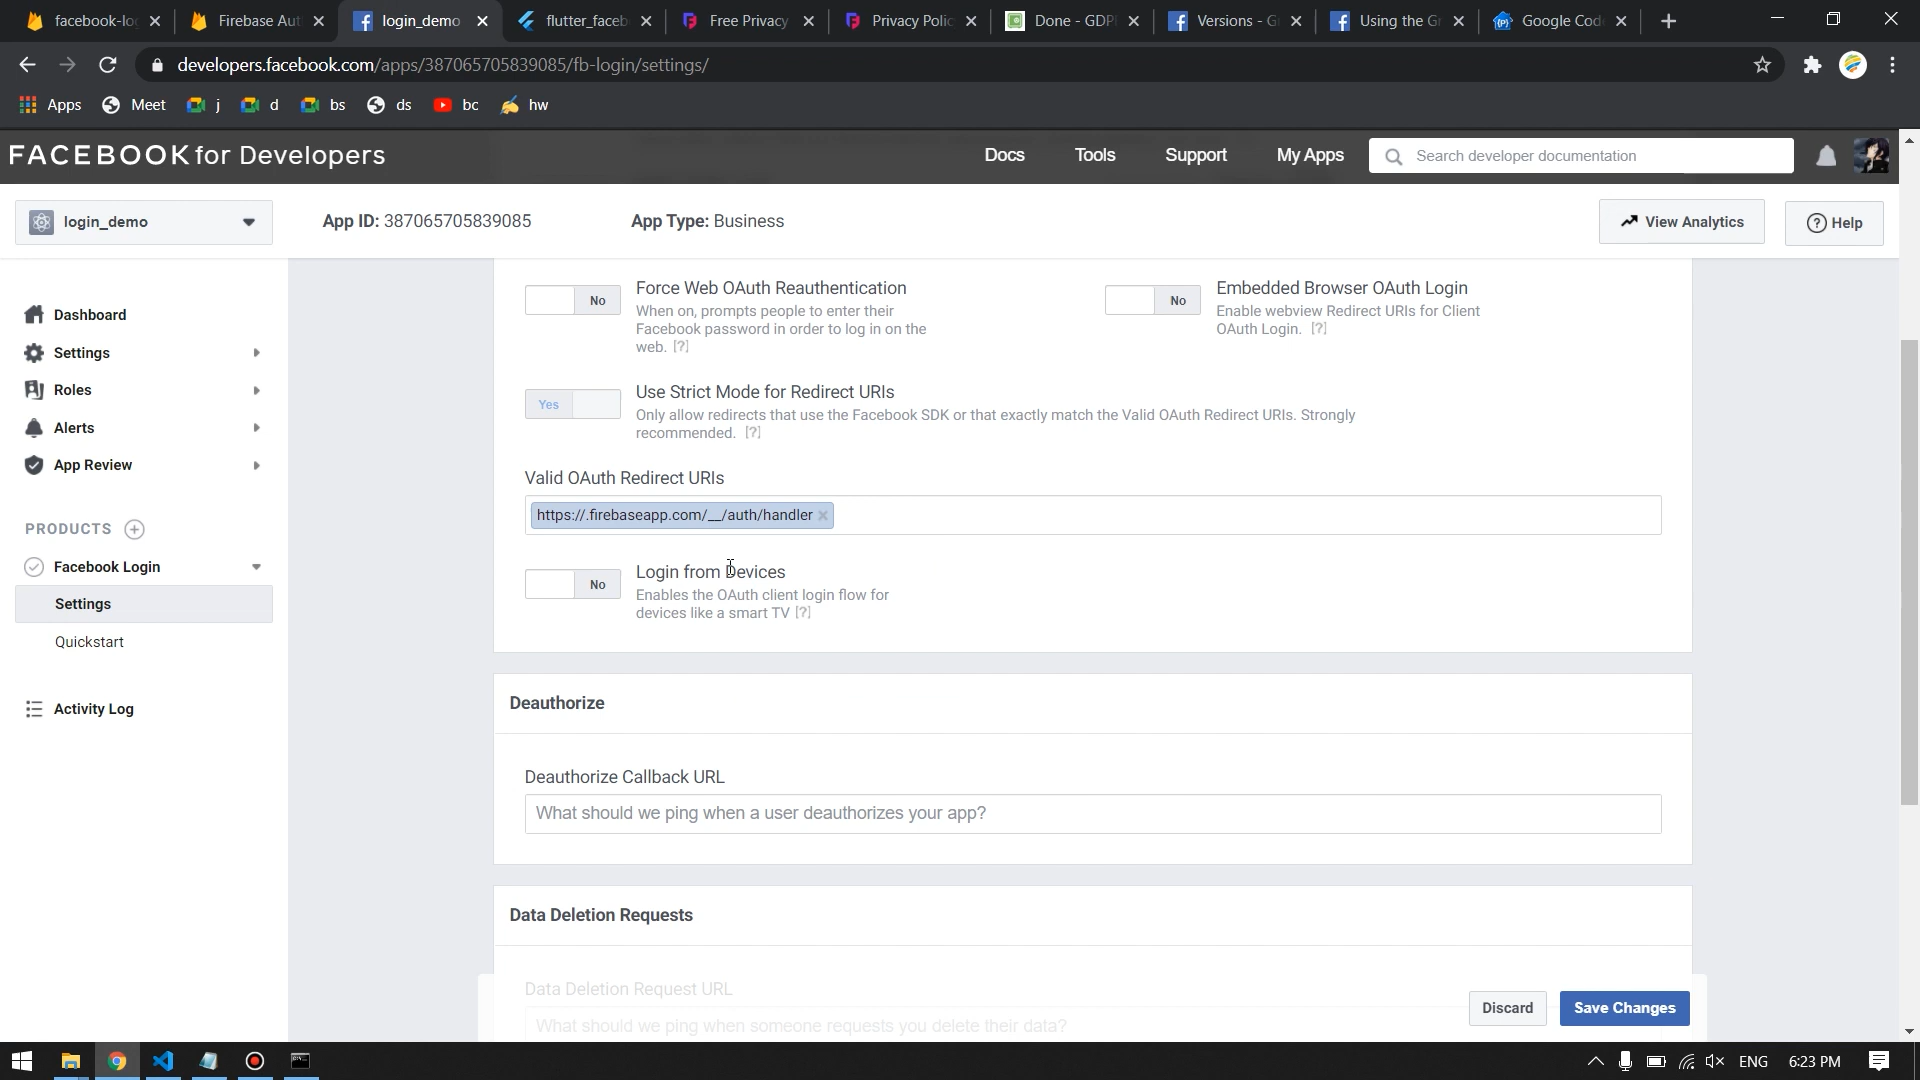 facebook-lo
Firebase Aut
login_demo
flutter_faceb
Free Privacy
Privacy Polic
Done - GDP
Versions - G
Using the Gr
Google Cod
developers.facebook.com/apps/387065705839085/fb-login/settings/
Apps
Meet
j
d
bs
ds
bc
hw
FACEBOOK for Developers
Docs
Tools
Support
My Apps
Search developer documentation
login_demo
App ID: 387065705839085
App Type: Business
View Analytics
Help
Dashboard
Settings
Roles
Alerts
App Review
PRODUCTS
Facebook Login
Settings
Quickstart
Activity Log
No
Force Web OAuth Reauthentication
When on, prompts people to enter their
Facebook password in order to log in on the
web. [?]
No
Embedded Browser OAuth Login
Enable webview Redirect URIs for Client
OAuth Login. [?]
Yes
Use Strict Mode for Redirect URIs
Only allow redirects that use the Facebook SDK or that exactly match the Valid OAuth Redirect URIs. Strongly
recommended. [?]
Valid OAuth Redirect URIs
https://.firebaseapp.com/__/auth/handler
No
Login from Devices
Enables the OAuth client login flow for
devices like a smart TV [?]
Deauthorize
Deauthorize Callback URL
What should we ping when a user deauthorizes your app?
Data Deletion Requests
Data Deletion Request URL
What should we ping when someone requests you delete their data?
Discard
Save Changes
ENG
6:23 PM